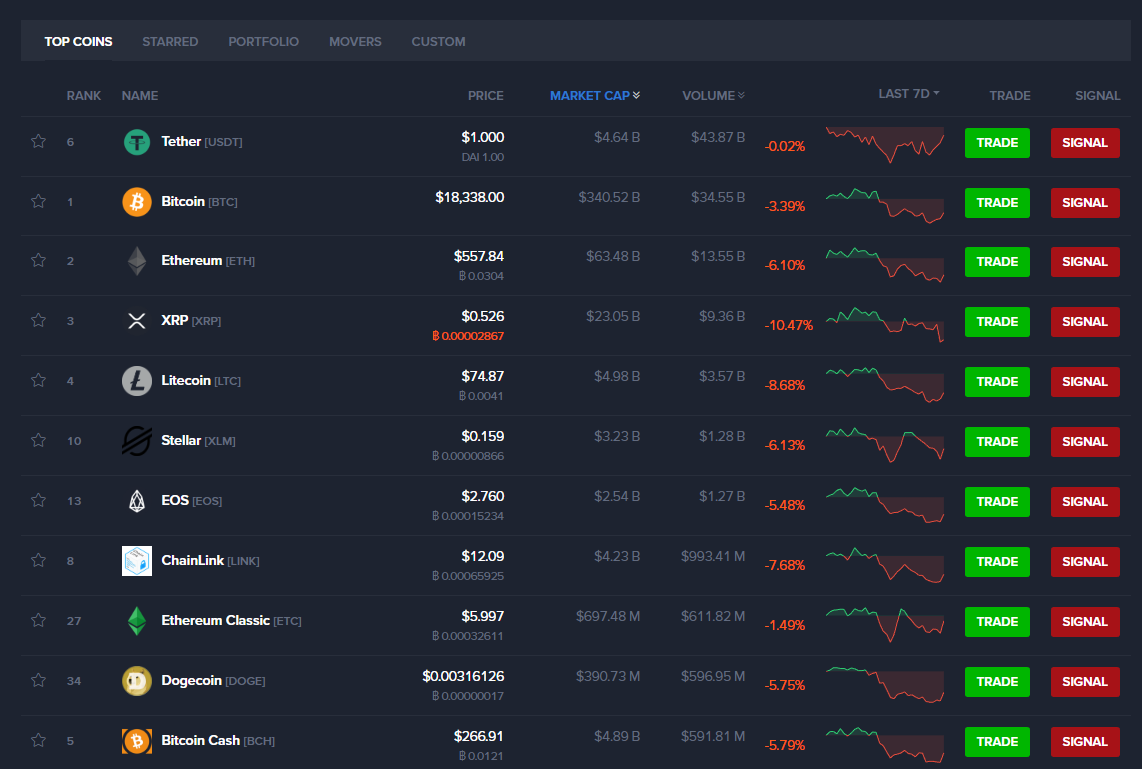 TOP COINS STARRED PORTFOLIO MOVERS CUSTOM
RANK NAME PRICE MARKET CAP VOLUME LAST 7D TRADE SIGNAL
6 Tether [USDT] $1.000 $4.64 B $43.87 B -0.02% TRADE SIGNAL
DAI 1.00
1 Bitcoin [BTC] $18,338.00 $340.52 B $34.55 B -3.39% TRADE SIGNAL
2 Ethereum [ETH] $557.84 $63.48 B $13.55 B -6.10% TRADE SIGNAL
฿ 0.0304
3 XRP [XRP] $0.526 $23.05 B $9.36 B -10.47% TRADE SIGNAL
฿ 0.00002867
4 Litecoin [LTC] $74.87 $4.98 B $3.57 B -8.68% TRADE SIGNAL
฿ 0.0041
10 Stellar [XLM] $0.159 $3.23 B $1.28 B -6.13% TRADE SIGNAL
฿ 0.00000866
13 EOS [EOS] $2.760 $2.54 B $1.27 B -5.48% TRADE SIGNAL
฿ 0.00015234
8 ChainLink [LINK] $12.09 $4.23 B $993.41 M -7.68% TRADE SIGNAL
฿ 0.00065925
27 Ethereum Classic [ETC] $5.997 $697.48 M $611.82 M -1.49% TRADE SIGNAL
฿ 0.00032611
34 Dogecoin [DOGE] $0.00316126 $390.73 M $596.95 M -5.75% TRADE SIGNAL
฿ 0.00000017
5 Bitcoin Cash [BCH] $266.91 $4.89 B $591.81 M -5.79% TRADE SIGNAL
฿ 0.0121